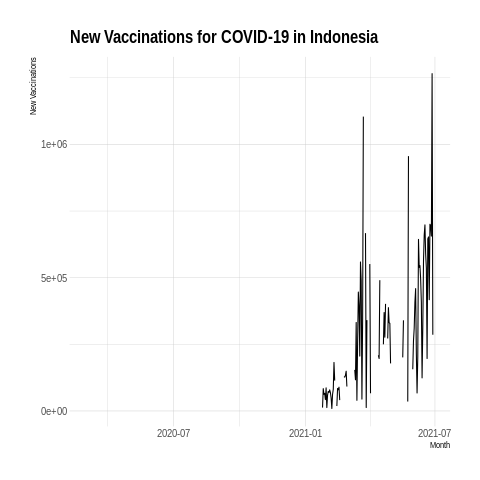 New Vaccinations for COVID-19 in Indonesia
New Vaccinations
1e+06
5e+05
0e+00
2020-07
2021-01
2021-07
Month